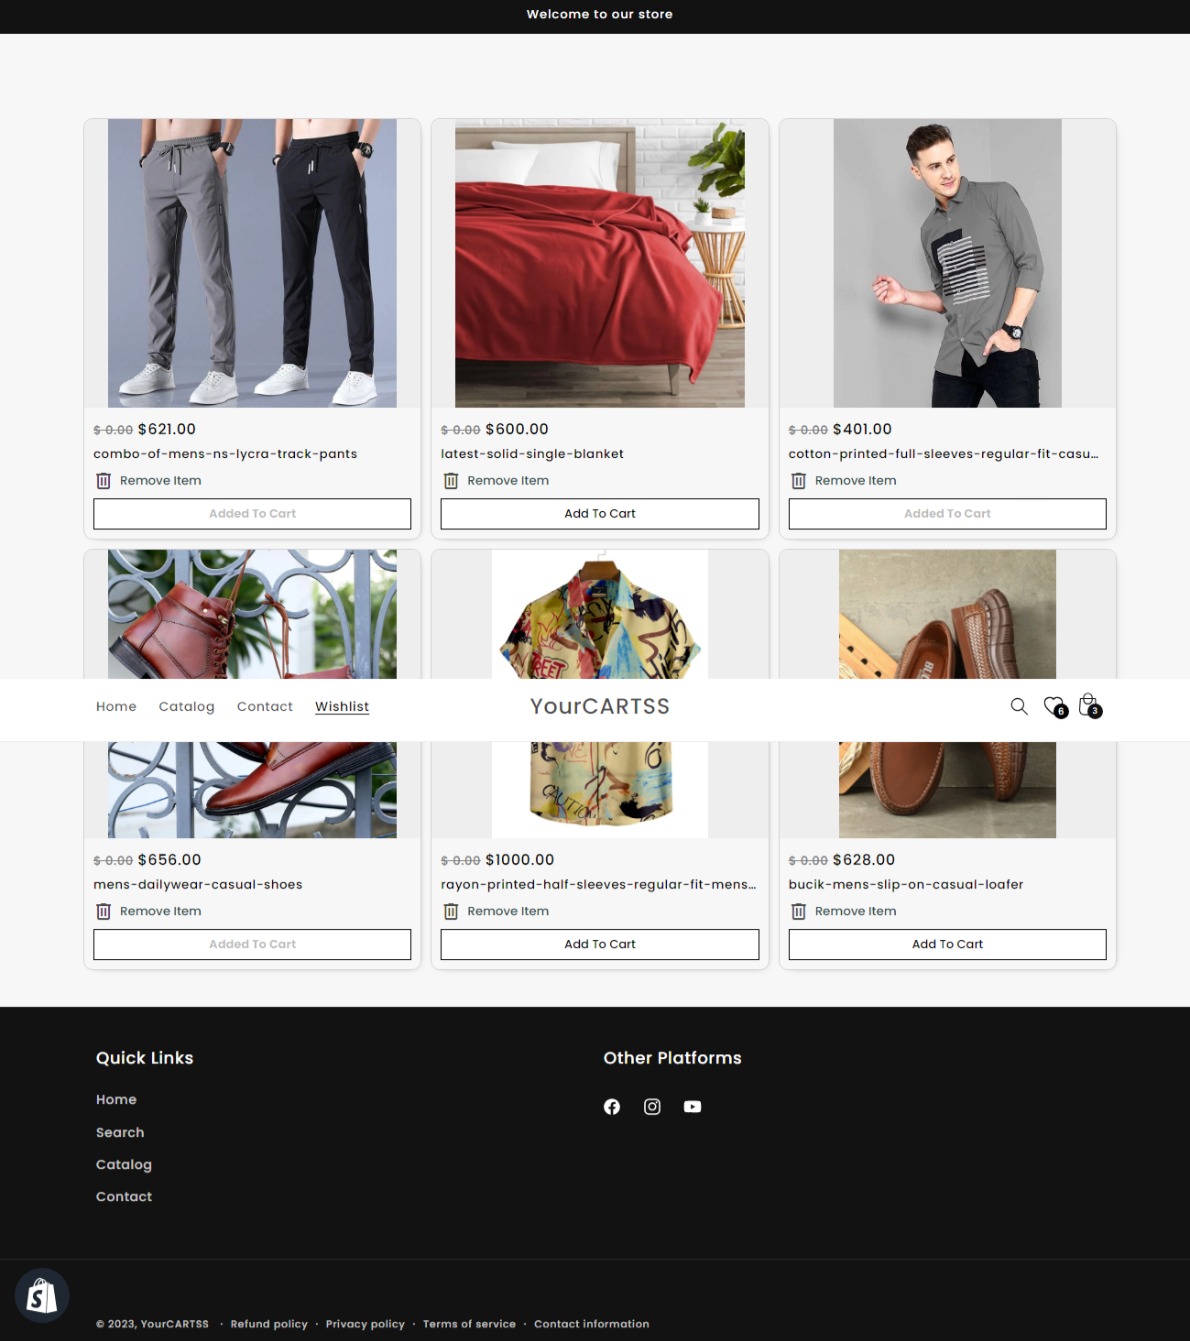 Welcome to our store
$ 0.00 $621.00
combo-of-mens-ns-lycra-track-pants
Remove Item
Added To Cart
$ 0.00 $600.00
latest-solid-single-blanket
Remove Item
Add To Cart
$ 0.00 $401.00
cotton-printed-full-sleeves-regular-fit-casu...
Remove Item
Added To Cart
STREET
Home Catalog Contact Wishlist YourCARTSS 6 3
CAUTION
$ 0.00 $656.00
mens-dailywear-casual-shoes
Remove Item
Added To Cart
$ 0.00 $1000.00
rayon-printed-half-sleeves-regular-fit-mens...
Remove Item
Add To Cart
$ 0.00 $628.00
bucik-mens-slip-on-casual-loafer
Remove Item
Add To Cart
Quick Links
Home
Search
Catalog
Contact
Other Platforms
© 2023, YourCARTSS · Refund policy · Privacy policy · Terms of service · Contact information